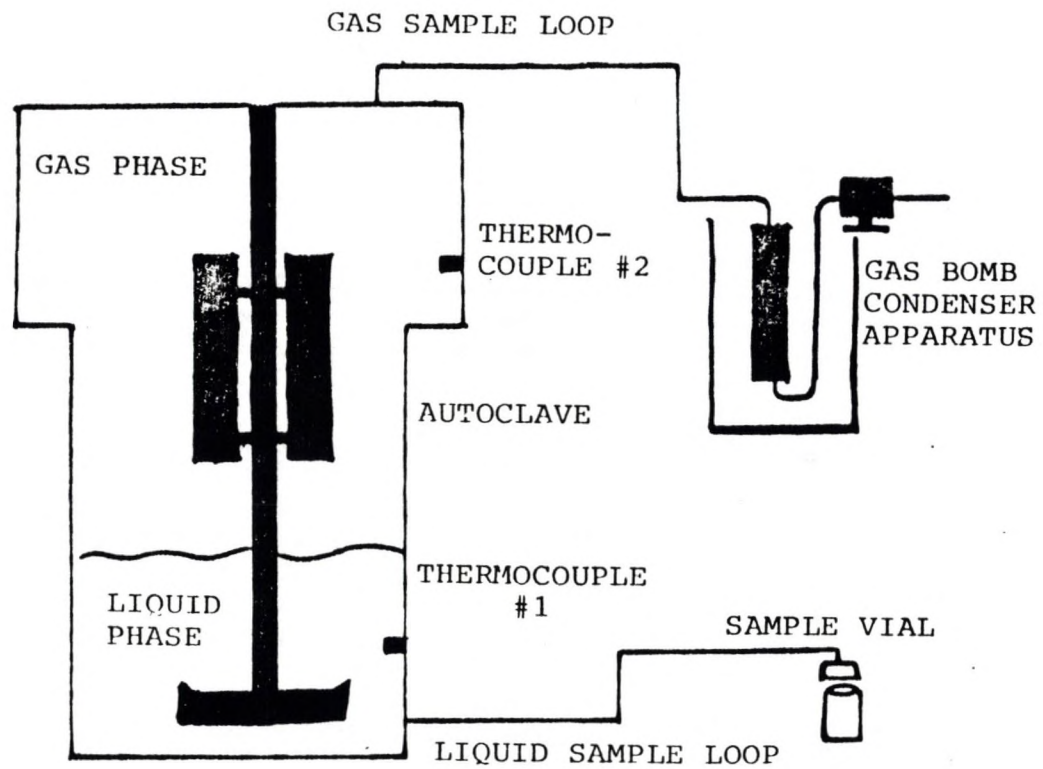 GAS SAMPLE LOOP
GAS PHASE
THERMO-
COUPLE #2
GAS BOMB
CONDENSER
APPARATUS
AUTOCLAVE
THERMOCOUPLE
#1
LIQUID
PHASE
SAMPLE VIAL
LIQUID SAMPLE LOOP